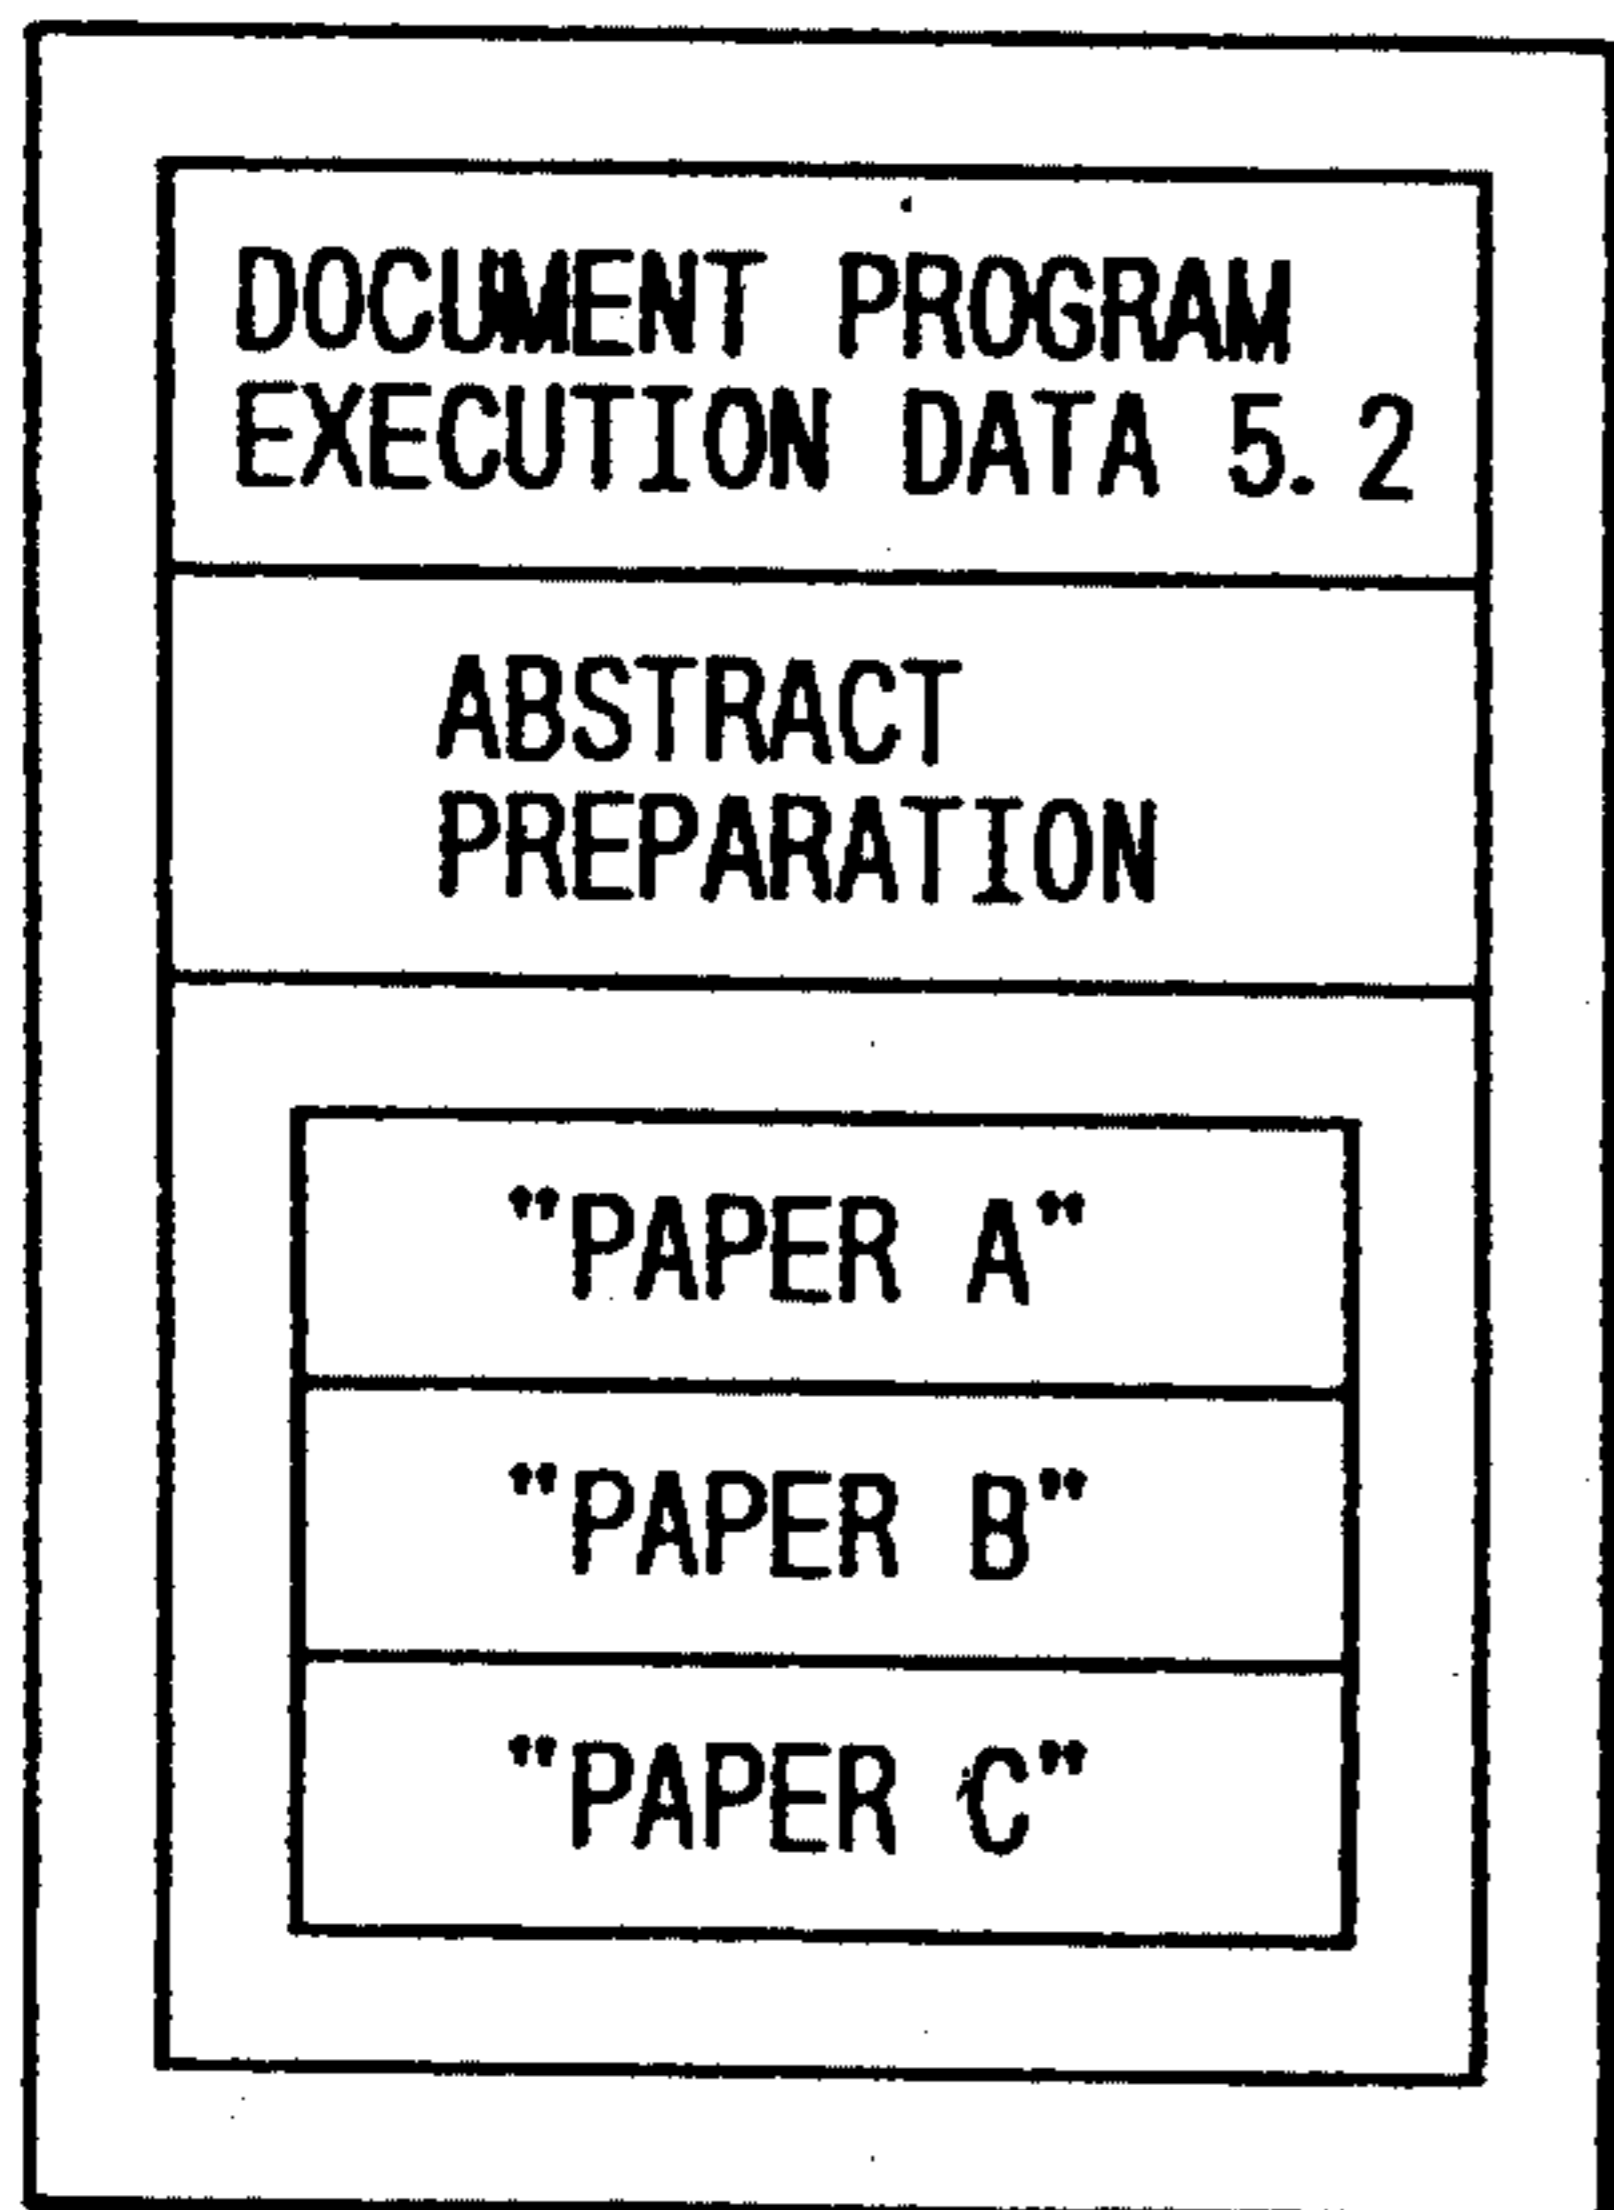 DOCUMENT PROGRAM
EXECUTION DATA 5.2
ABSTRACT
PREPARATION
"PAPER A"
"PAPER B"
"PAPER C"